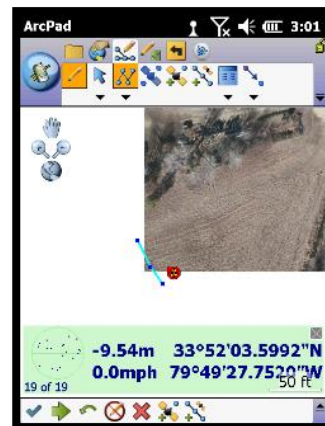 ArcPad 3:01
-9.54m 33°52'03.5992"N
0.0mph 79°49'27.7520"W
50 ft
19 of 19